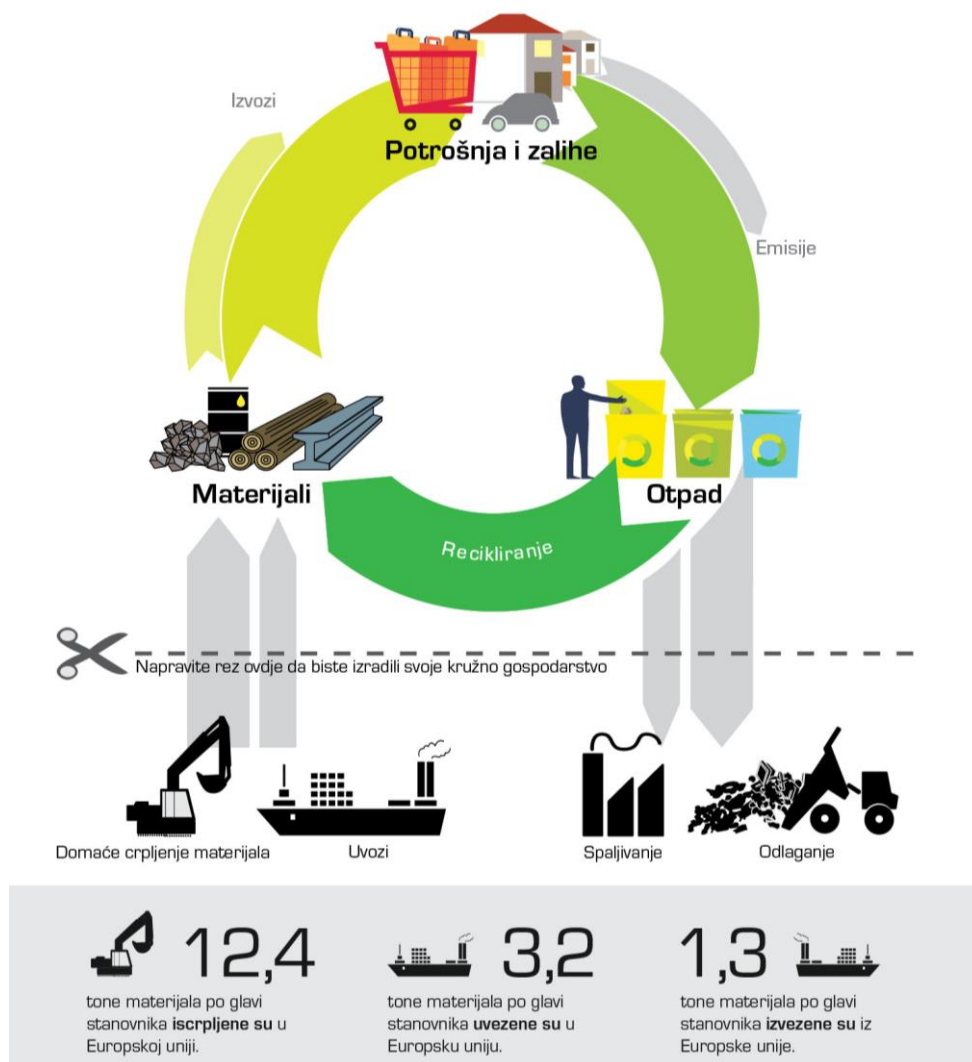 Izvozi
Potrošnja i zalihe
Emisije
Materijali
Otpad
Recikliranje
Napravite rez ovdje da biste izradili svoje kružno gospodarstvo
Domaće crpljenje materijala
Uvozi
Spaljivanje
Odlaganje
12,4
tone materijala po glavi
stanovnika iscrpljene su u
Europskoj uniji.
3,2
tone materijala po glavi
stanovnika uvezene su u
Europsku uniju.
1,3
tone materijala po glavi
stanovnika izvezene su iz
Europske unije.